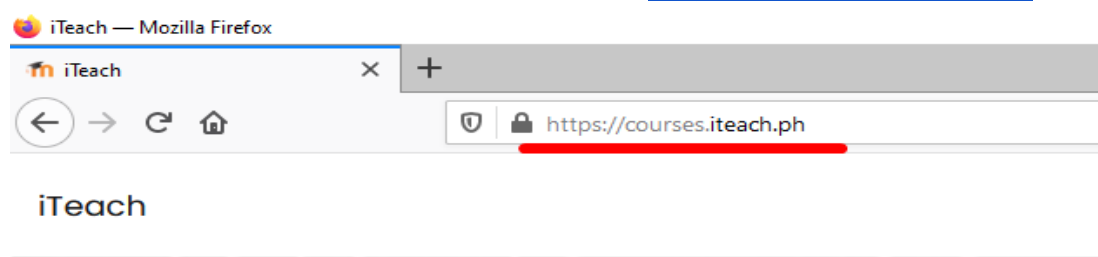 iTeach — Mozilla Firefox
iTeach
https://courses.iteach.ph
iTeach